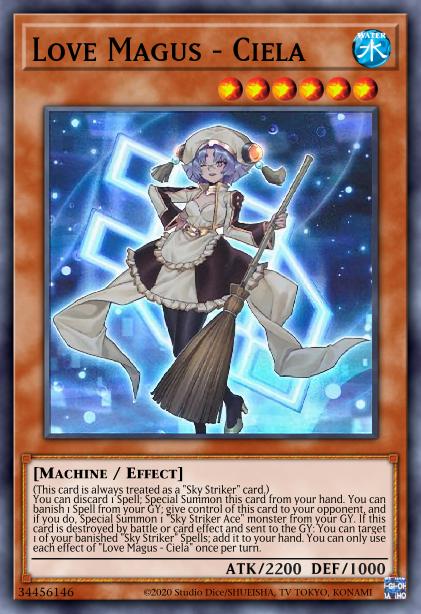 LOVE MAGUS - CIELA
WATER
水
[MACHINE / EFFECT]
(This card is always treated as a "Sky Striker" card.)
You can discard 1 Spell; Special Summon this card from your hand. You can
banish 1 Spell from your GY; give control of this card to your opponent, and
if you do, Special Summon 1 "Sky Striker Ace" monster from your GY. If this
card is destroyed by battle or card effect and sent to the GY: You can target
1 of your banished "Sky Striker" Spells; add it to your hand. You can only use
each effect of "Love Magus - Ciela" once per turn.
ATK/2200 DEF/1000
34456146
©2020 Studio Dice/SHUEISHA, TV TOKYO, KONAMI